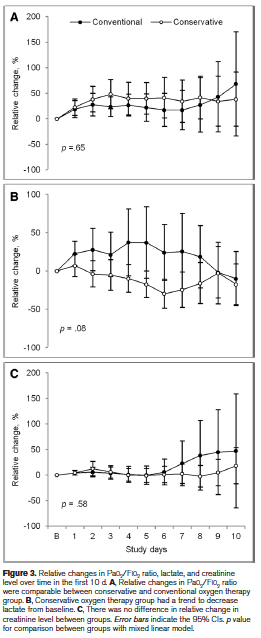 A
Conventional Conservative
200
150
100
50
0
-50
-100
Relative change, %
p =.65
B
100
50
0
-50
-100
Relative change, %
p = .08
C
200
150
100
50
0
-50
-100
Relative change, %
p = .58
B 1 2 3 4 5 6 7 8 9 10
Study days
Figure 3. Relative changes in PaO₂/FIO₂ ratio, lactate, and creatinine
level over time in the first 10 d. A, Relative changes in PaO₂/FIO₂ ratio
were comparable between conservative and conventional oxygen therapy
group. B, Conservative oxygen therapy group had a trend to decrease
lactate from baseline. C, There was no difference in relative change in
creatinine level between groups. Error bars indicate the 95% CIs. p value
for comparison between groups with mixed linear model.